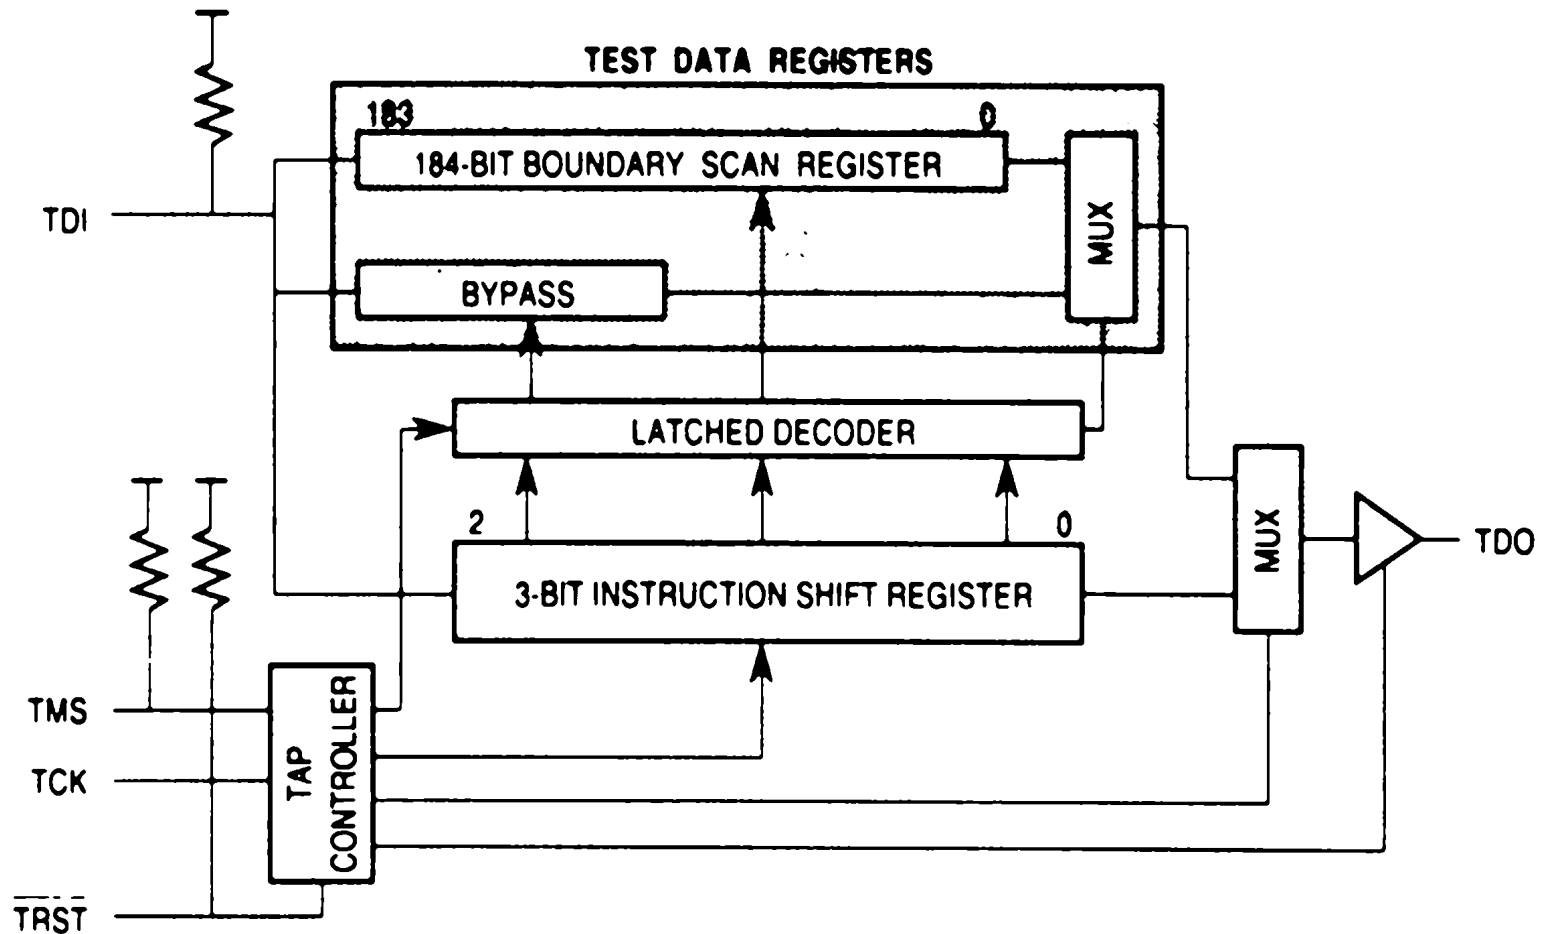 TEST DATA REGISTERS
183
0
184-BIT BOUNDARY SCAN REGISTER
MUX
TDI
BYPASS
LATCHED DECODER
2
0
MUX
TDO
3-BIT INSTRUCTION SHIFT REGISTER
TMS
TAP
CONTROLLER
TCK
TRST